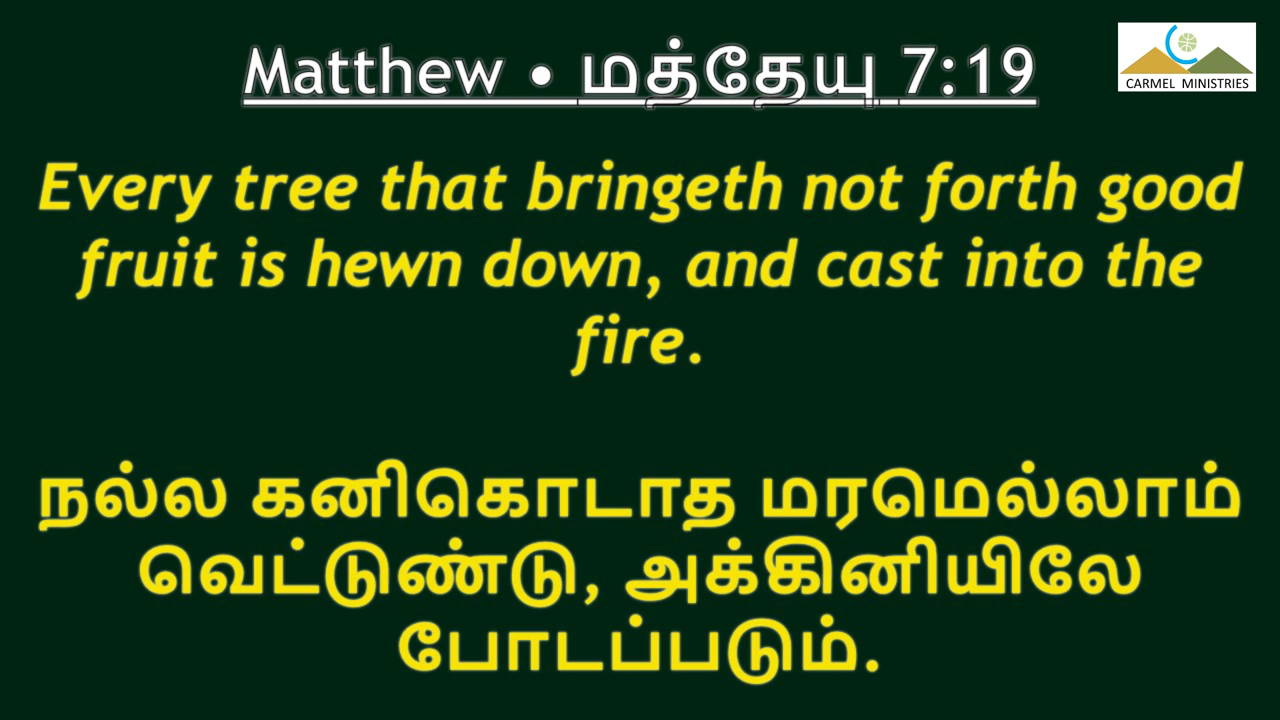 Matthew • மத்தேயு 7:19
CARMEL MINISTRIES
Every tree that bringeth not forth good
fruit is hewn down, and cast into the
fire.
நல்ல கனிகொடாத மரமெல்லாம்
வெட்டுண்டு, அக்கினியிலே
போடப்படும்.